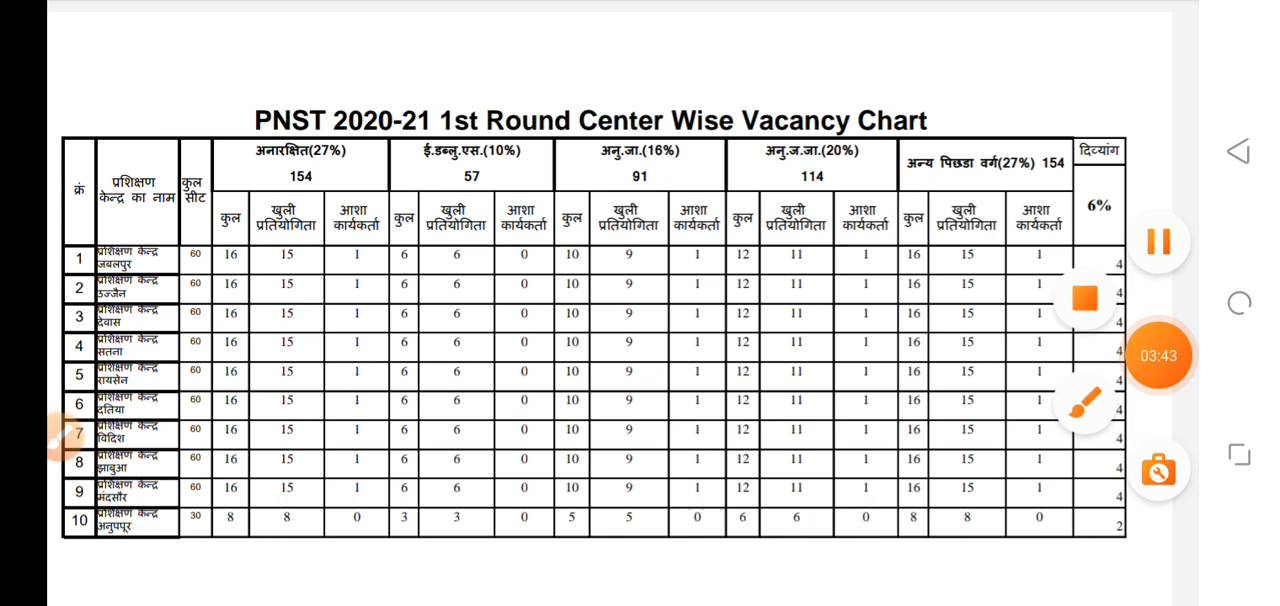 PNST 2020-21 1st Round Center Wise Vacancy Chart
क्रं प्रशिक्षण केन्द्र का नाम कुल सीट अनारक्षित(27%) 154 ई.डब्लु.एस.(10%) 57 अनु.जा.(16%) 91 अनु.ज.जा.(20%) 114 अन्य पिछडा वर्ग(27%) 154 दिव्यांग 6%
कुल खुली प्रतियोगिता आशा कार्यकर्ता कुल खुली प्रतियोगिता आशा कार्यकर्ता कुल खुली प्रतियोगिता आशा कार्यकर्ता कुल खुली प्रतियोगिता आशा कार्यकर्ता कुल खुली प्रतियोगिता आशा कार्यकर्ता
1 प्रशिक्षण केन्द्र जबलपुर 60 16 15 1 6 6 0 10 9 1 12 11 1 16 15 1 4
2 प्रशिक्षण केन्द्र उज्जैन 60 16 15 1 6 6 0 10 9 1 12 11 1 16 15 1 4
3 प्रशिक्षण केन्द्र देवास 60 16 15 1 6 6 0 10 9 1 12 11 1 16 15 1 4
4 प्रशिक्षण केन्द्र सतना 60 16 15 1 6 6 0 10 9 1 12 11 1 16 15 1 4
5 प्रशिक्षण केन्द्र रायसेन 60 16 15 1 6 6 0 10 9 1 12 11 1 16 15 1 4
6 प्रशिक्षण केन्द्र दतिया 60 16 15 1 6 6 0 10 9 1 12 11 1 16 15 1 4
7 प्रशिक्षण केन्द्र विदिश 60 16 15 1 6 6 0 10 9 1 12 11 1 16 15 1 4
8 प्रशिक्षण केन्द्र झाबुआ 60 16 15 1 6 6 0 10 9 1 12 11 1 16 15 1 4
9 प्रशिक्षण केन्द्र मंदसौर 60 16 15 1 6 6 0 10 9 1 12 11 1 16 15 1 4
10 प्रशिक्षण केन्द्र अनुपपूर 30 8 8 0 3 3 0 5 5 0 6 6 0 8 8 0 2
03:43